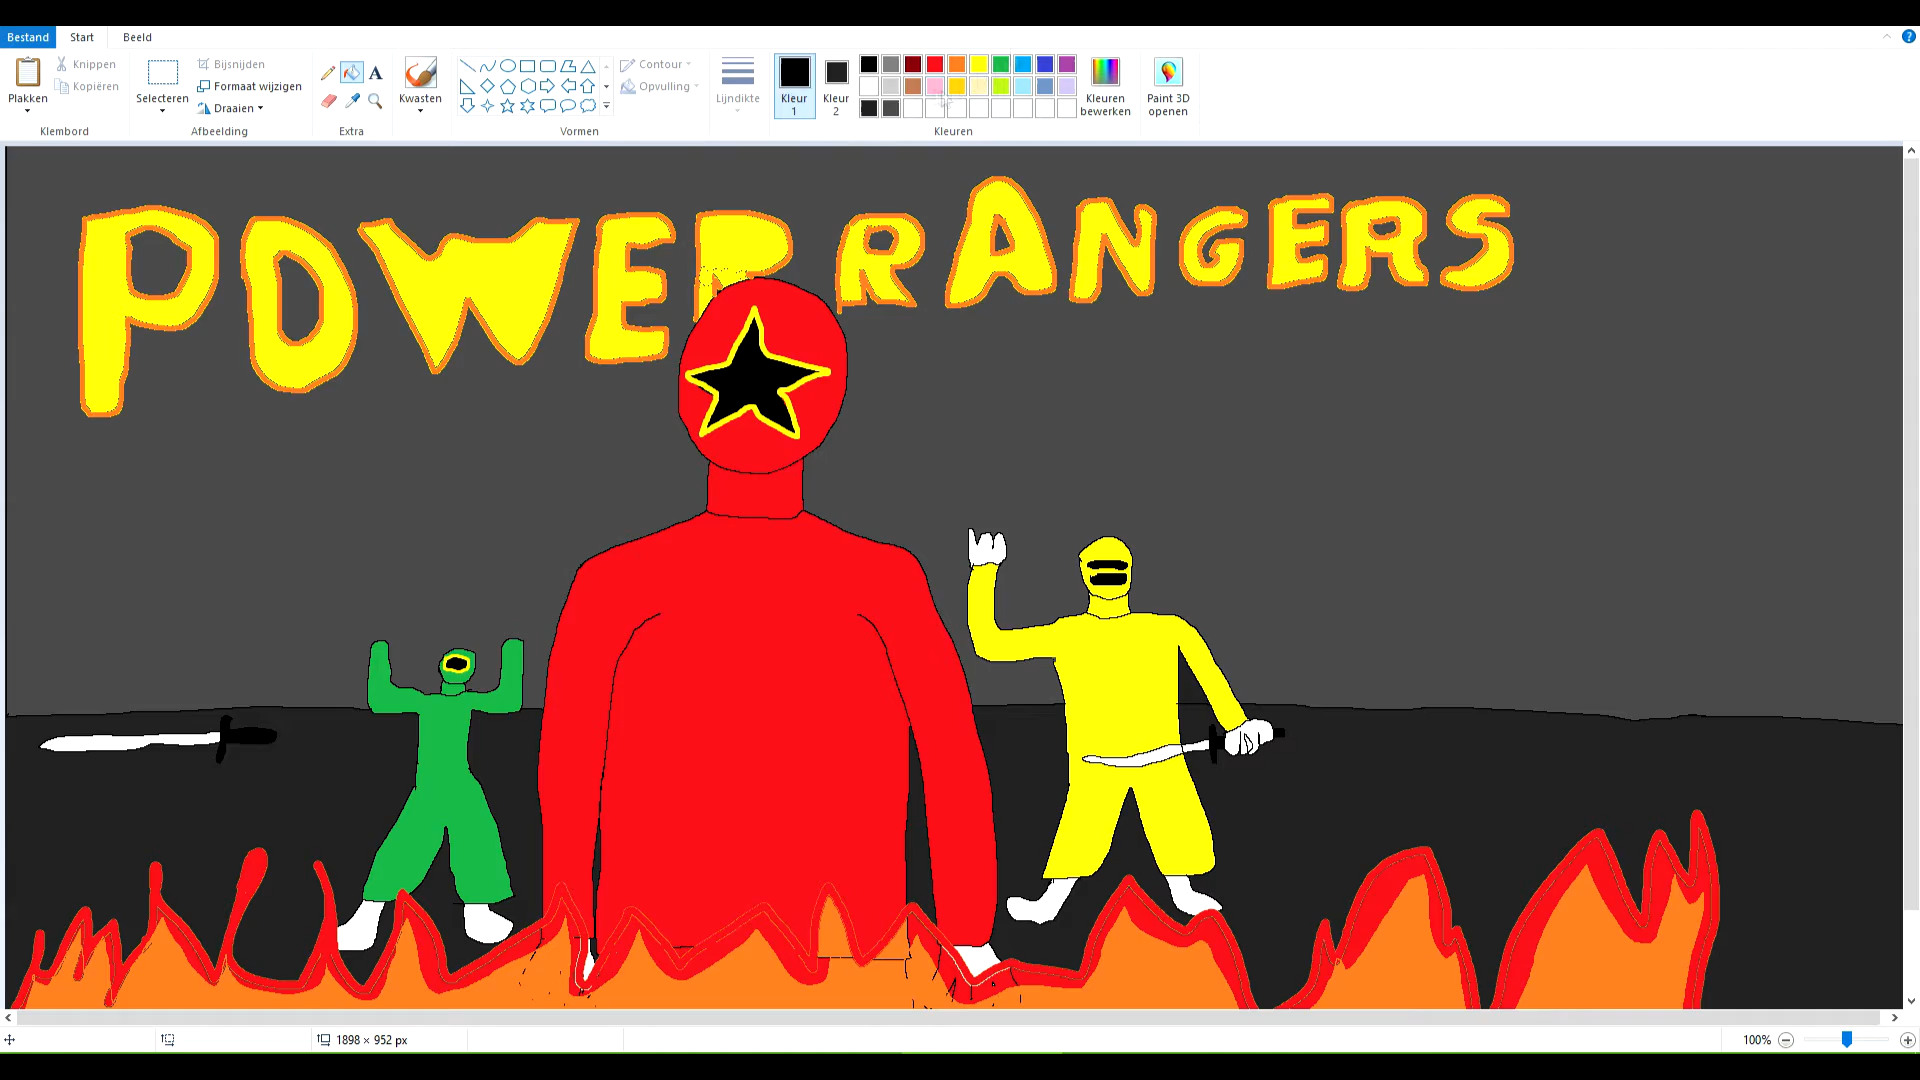 Bestand Start Beeld
Plakken
Knippen
Kopiëren
Klembord
Selecteren
Bijsnijden
Formaat wijzigen
Draaien
Afbeelding
A
Extra
Kwasten
Contour
Opvulling
Vormen
Lijndikte
Kleur 1
Kleur 2
Kleuren
Kleuren bewerken
Paint 3D openen
?
POWER RANGERS
1898 × 952 px
100%